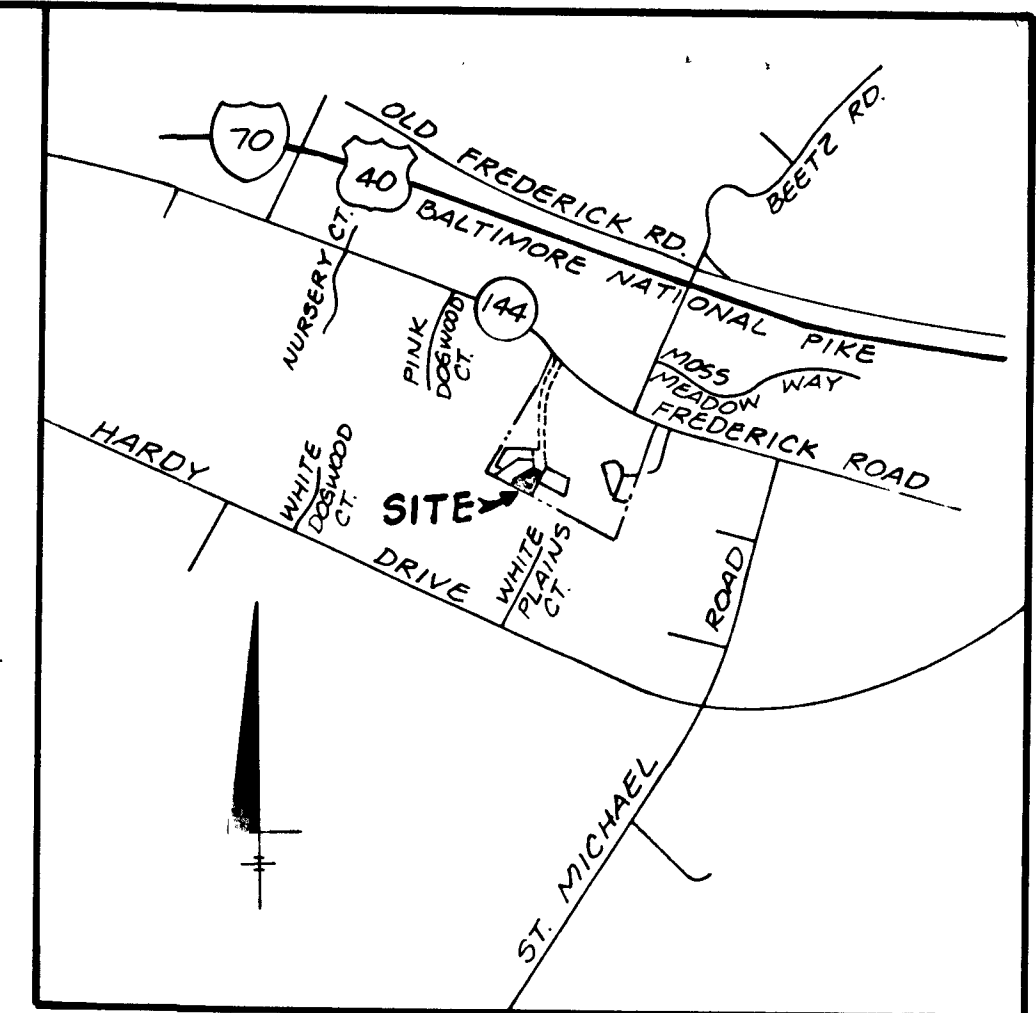 70
40
OLD FREDERICK RD.
BEETZ RD.
BALTIMORE NATIONAL PIKE
NURSERY CT.
PINK
DOGWOOD
CT.
144
MOSS
MEADOW WAY
FREDERICK ROAD
HARDY DRIVE
WHITE
DOGWOOD
CT.
SITE
WHITE
PLAINS
CT.
ST. MICHAEL ROAD